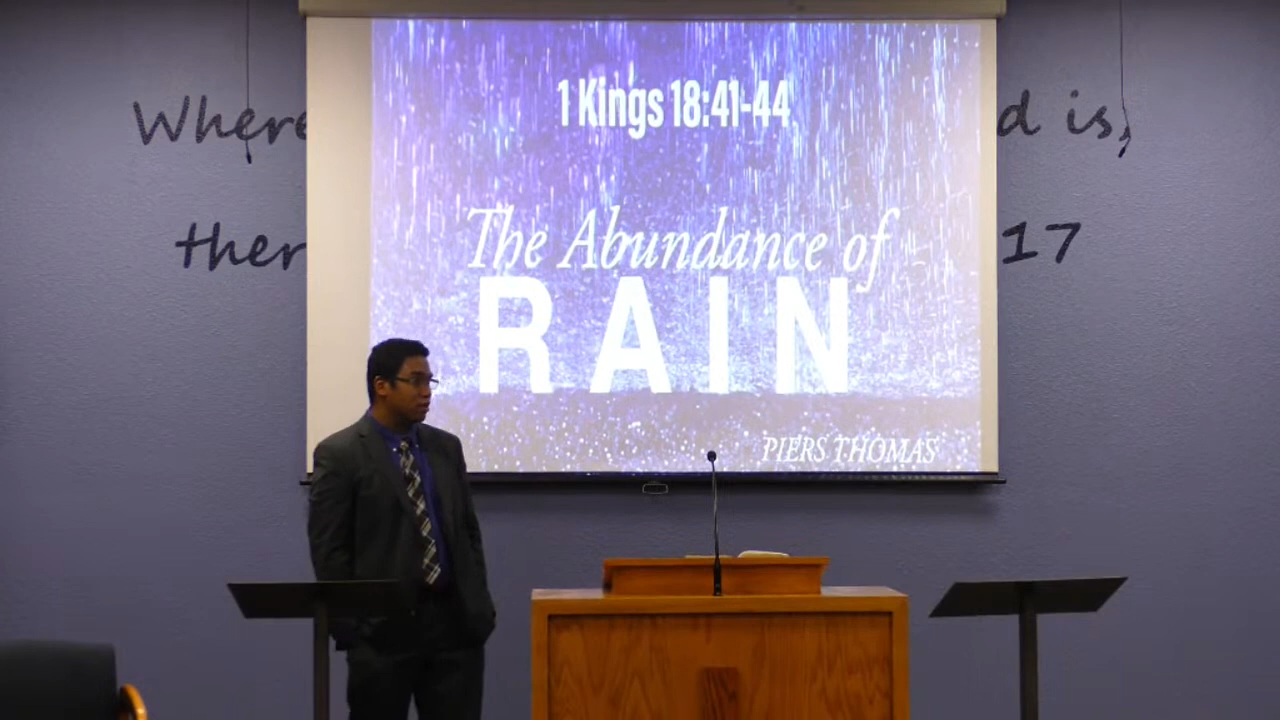 1 Kings 18:41-44
The Abundance of
RAIN
PIERS THOMAS
Where d is,
ther 17